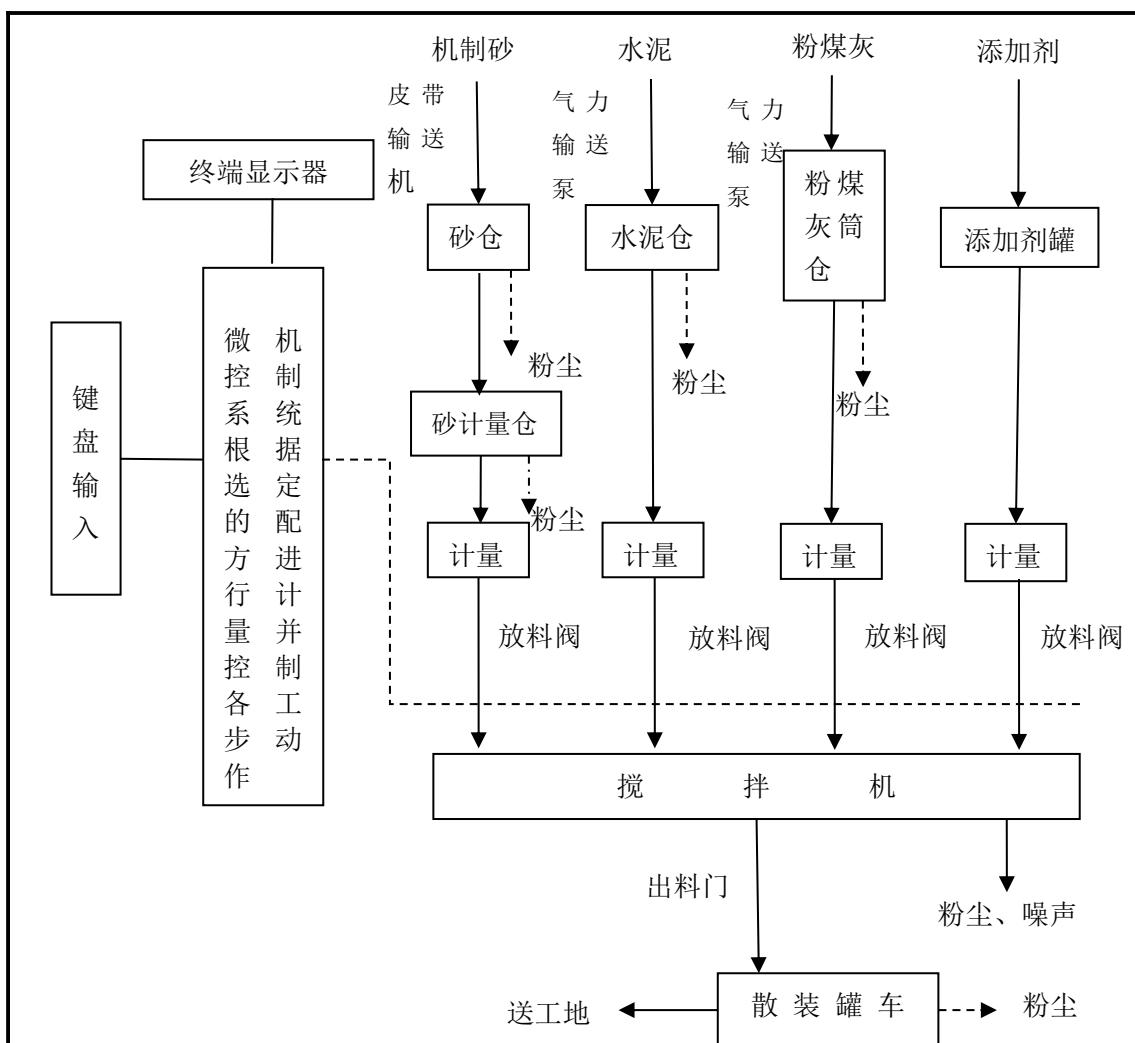 机制砂
水泥
粉煤灰
添加剂
皮带
输送
机
气力
输送
泵
气力
输送
泵
终端显示器
砂仓
水泥仓
粉煤
灰筒
仓
添加剂罐
键
盘
输
入
微机
控制
系统
根据
选定
的配
方进
行计
量并
控制
各工
步动
作
粉尘
粉尘
粉尘
砂计量仓
粉尘
计量
计量
计量
计量
放料阀
放料阀
放料阀
放料阀
搅拌机
出料门
粉尘、噪声
送工地
散装罐车
粉尘